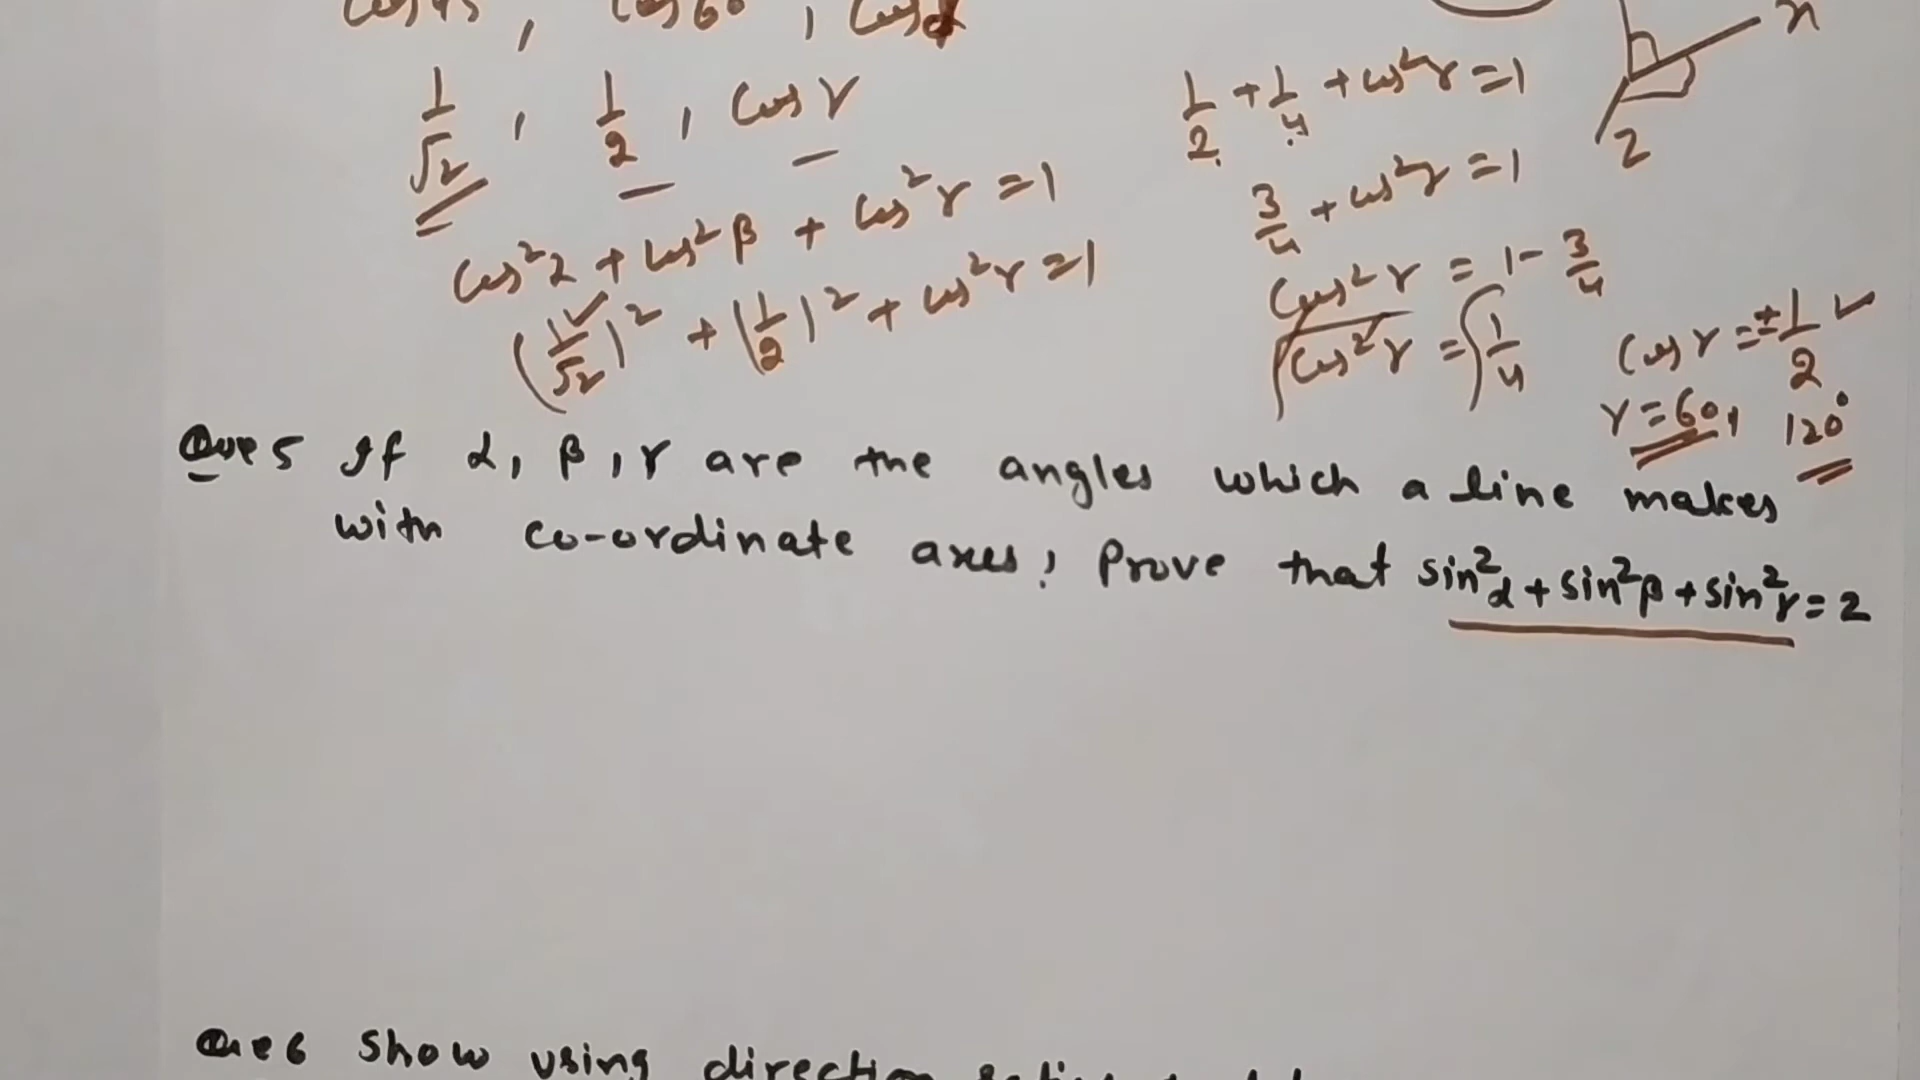 1/√2 , 1/2 , Cos γ
Cos²α + Cos²β + Cos²γ = 1
(1/√2)² + (1/2)² + cos²γ = 1
x
z
1/2 + 1/4 + cos²γ = 1
3/4 + cos²γ = 1
Cos²γ = 1 - 3/4
√Cos²γ = √1/4
Cos γ = ±1/2
γ = 60, 120°
Que 5 If α, β, γ are the angles which a line makes
with co-ordinate axes, Prove that sin²α + sin²β + sin²γ = 2
Que 6 Show using direction